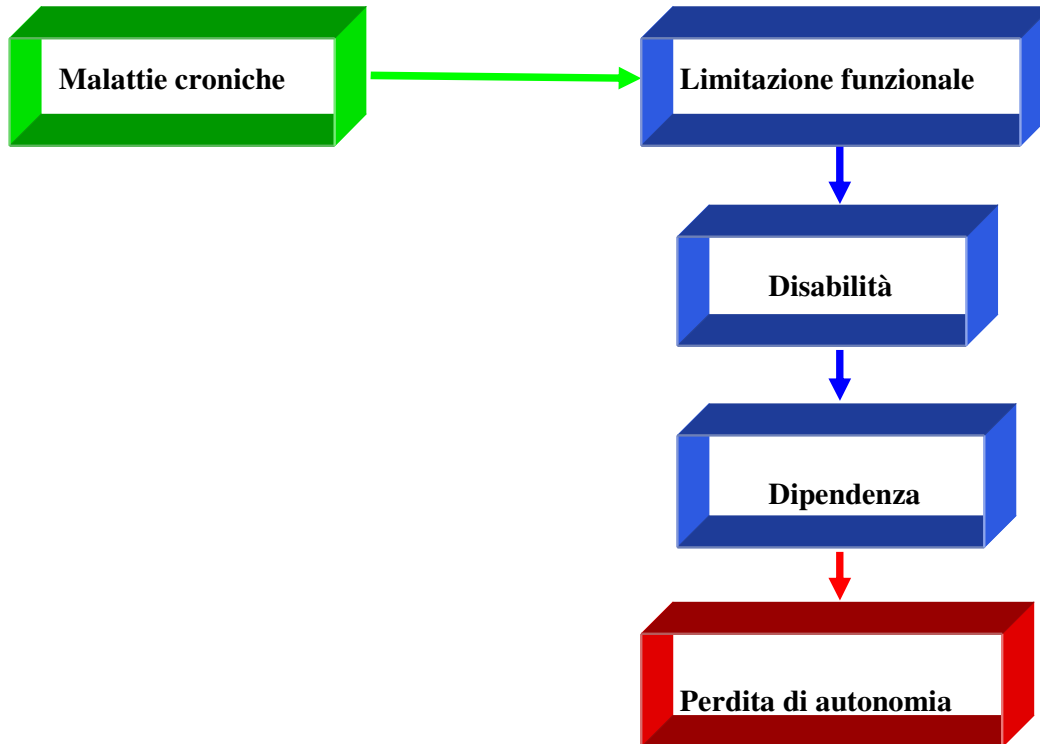 Malattie croniche
Limitazione funzionale
Disabilità
Dipendenza
Perdita di autonomia